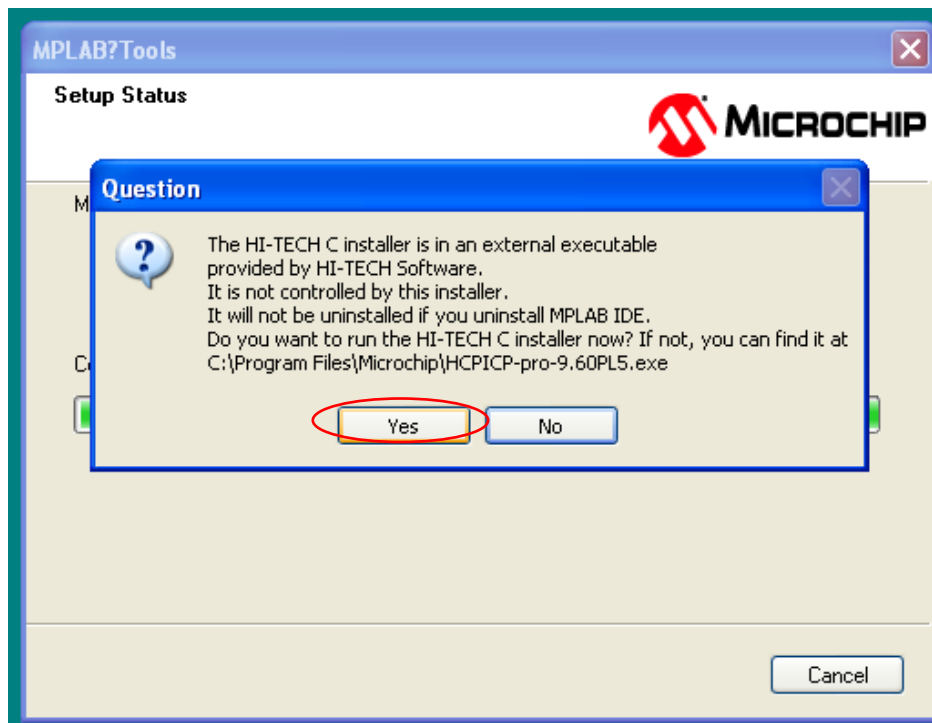 MPLAB?Tools
Setup Status
MICROCHIP
Question
M
The HI-TECH C installer is in an external executable
provided by HI-TECH Software.
It is not controlled by this installer.
It will not be uninstalled if you uninstall MPLAB IDE.
Do you want to run the HI-TECH C installer now? If not, you can find it at
C:\Program Files\Microchip\HCPICP-pro-9.60PL5.exe
Yes
No
Cancel